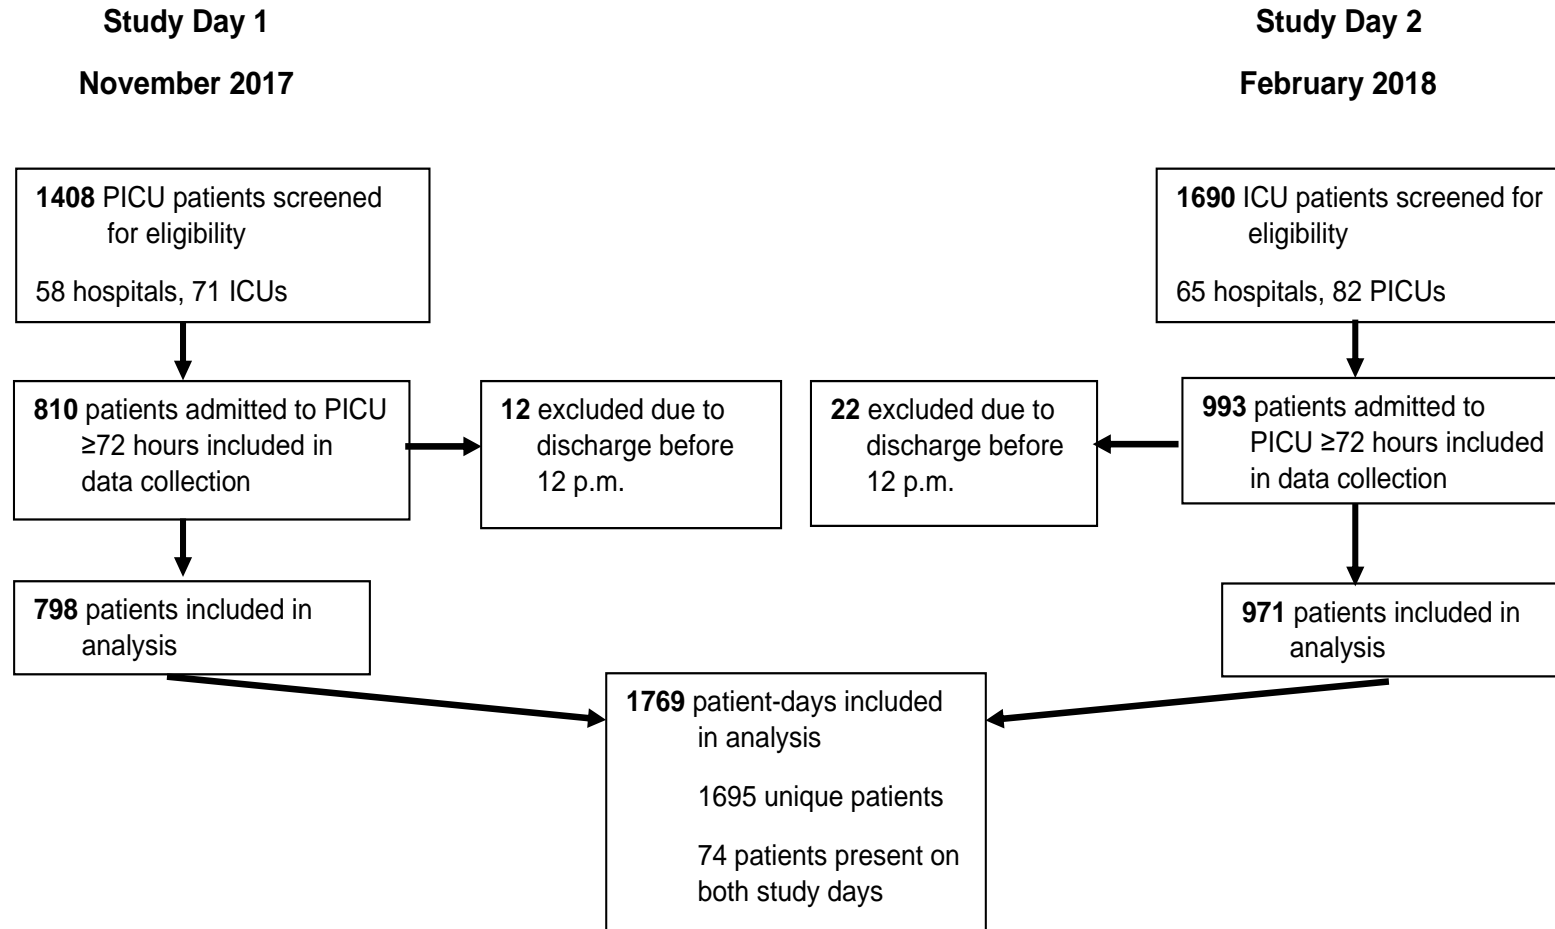 Study Day 1
November 2017
Study Day 2
February 2018
1408 PICU patients screened
for eligibility
58 hospitals, 71 ICUs
1690 ICU patients screened for
eligibility
65 hospitals, 82 PICUs
810 patients admitted to PICU
≥72 hours included in
data collection
12 excluded due to
discharge before
12 p.m.
22 excluded due to
discharge before
12 p.m.
993 patients admitted to
PICU ≥72 hours included
in data collection
798 patients included in
analysis
971 patients included in
analysis
1769 patient-days included
in analysis
1695 unique patients
74 patients present on
both study days